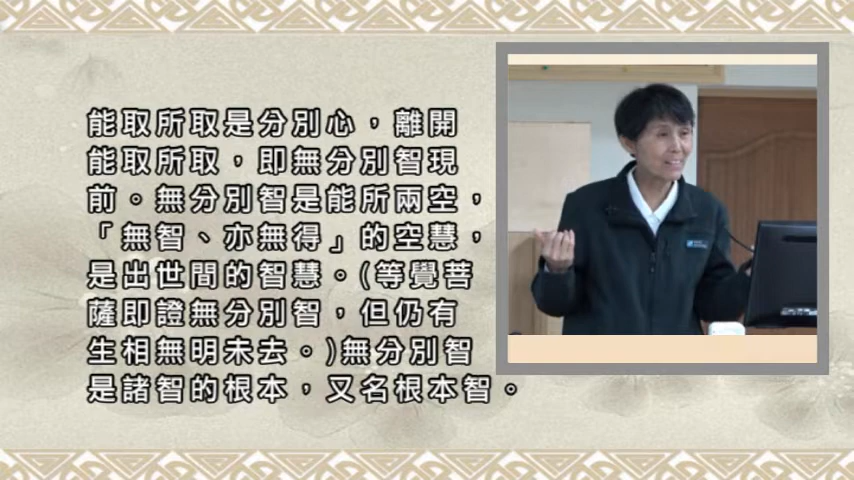 能取所取是分別心，離開
能取所取，即無分別智現
前。無分別智是能所兩空，
「無智、亦無得」的空慧，
是出世間的智慧。(等覺菩
薩即證無分別智，但仍有
生相無明未去。)無分別智
是諸智的根本，又名根本智。